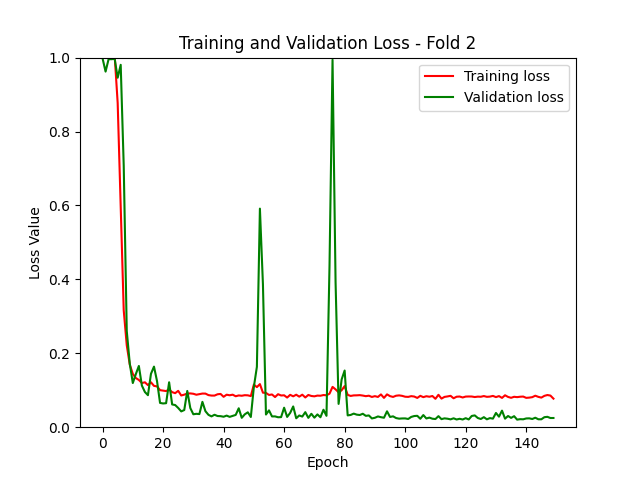 Training and Validation Loss - Fold 2
Training loss
Validation loss
Loss Value
1.0
0.8
0.6
0.4
0.2
0.0
0 20 40 60 80 100 120 140
Epoch